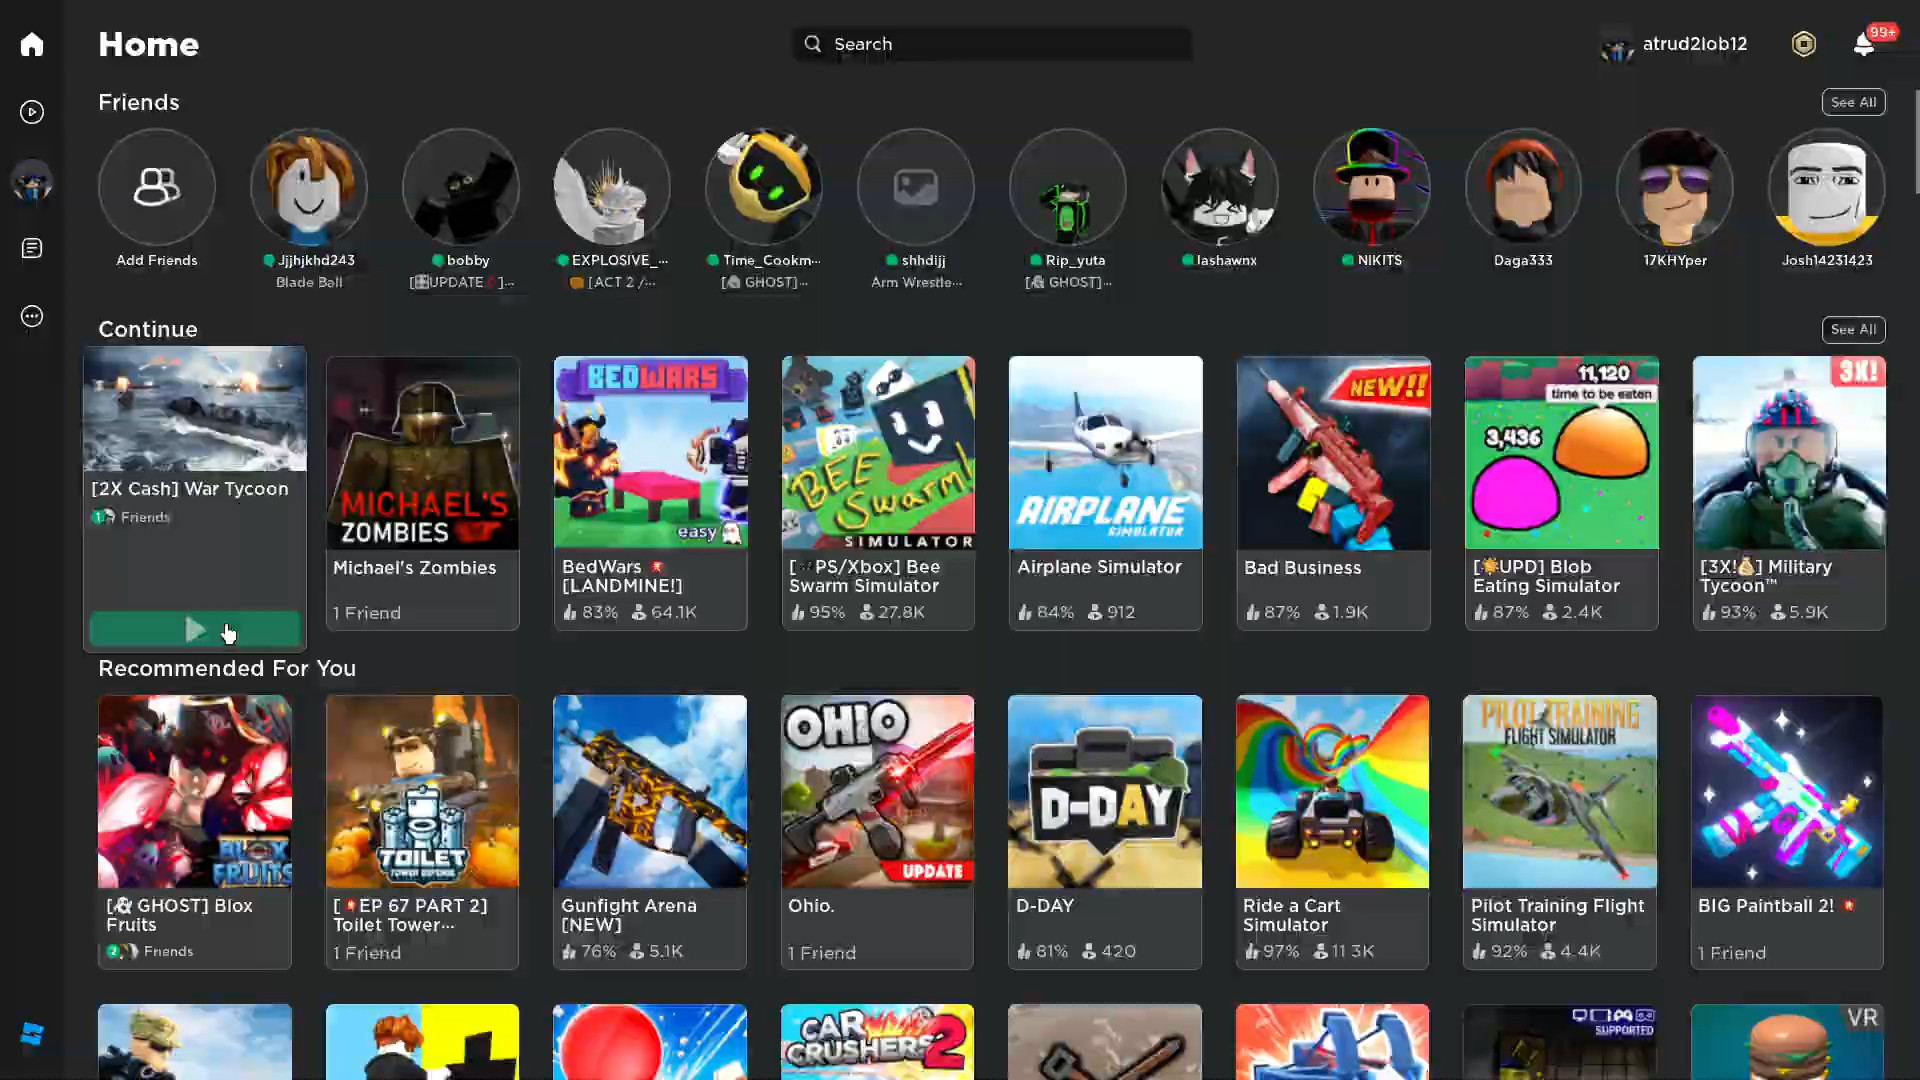 Home
Search
atrud2lob12
99+
Friends
See All
Add Friends
Jjjhjkhd243
Blade Ball
bobby
[UPDATE]...
EXPLOSIVE_...
[ACT 2 /...
Time_Cookm...
[GHOST]...
shhdijj
Arm Wrestle...
Rip_yuta
[GHOST]...
lashawnx
NIKITS
Daga333
17KHYper
Josh14231423
Continue
See All
[2X Cash] War Tycoon
1 Friends
MICHAEL'S
ZOMBIES
Michael's Zombies
1 Friend
BEDWARS
easy
BedWars
[LANDMINE!]
83% 64.1K
BEE
Swarm!
SIMULATOR
[PS/Xbox] Bee
Swarm Simulator
95% 27.8K
AIRPLANE
SIMULATOR
Airplane Simulator
84% 912
NEW!!
Bad Business
87% 1.9K
11,120
time to be eaten
3,436
[UPD] Blob
Eating Simulator
87% 2.4K
3X!
[3X!] Military
Tycoon™
93% 5.9K
Recommended For You
BLOX
FRUITS
[GHOST] Blox
Fruits
2 Friends
TOILET
TOWER DEFENSE
[EP 67 PART 2]
Toilet Tower...
1 Friend
Gunfight Arena
[NEW]
76% 5.1K
OHIO
UPDATE
Ohio.
1 Friend
D-DAY
D-DAY
81% 420
Ride a Cart
Simulator
97% 11.3K
PILOT TRAINING
FLIGHT SIMULATOR
Pilot Training Flight
Simulator
92% 4.4K
BIG Paintball 2!
1 Friend
CAR
CRUSHERS 2
SUPPORTED
VR